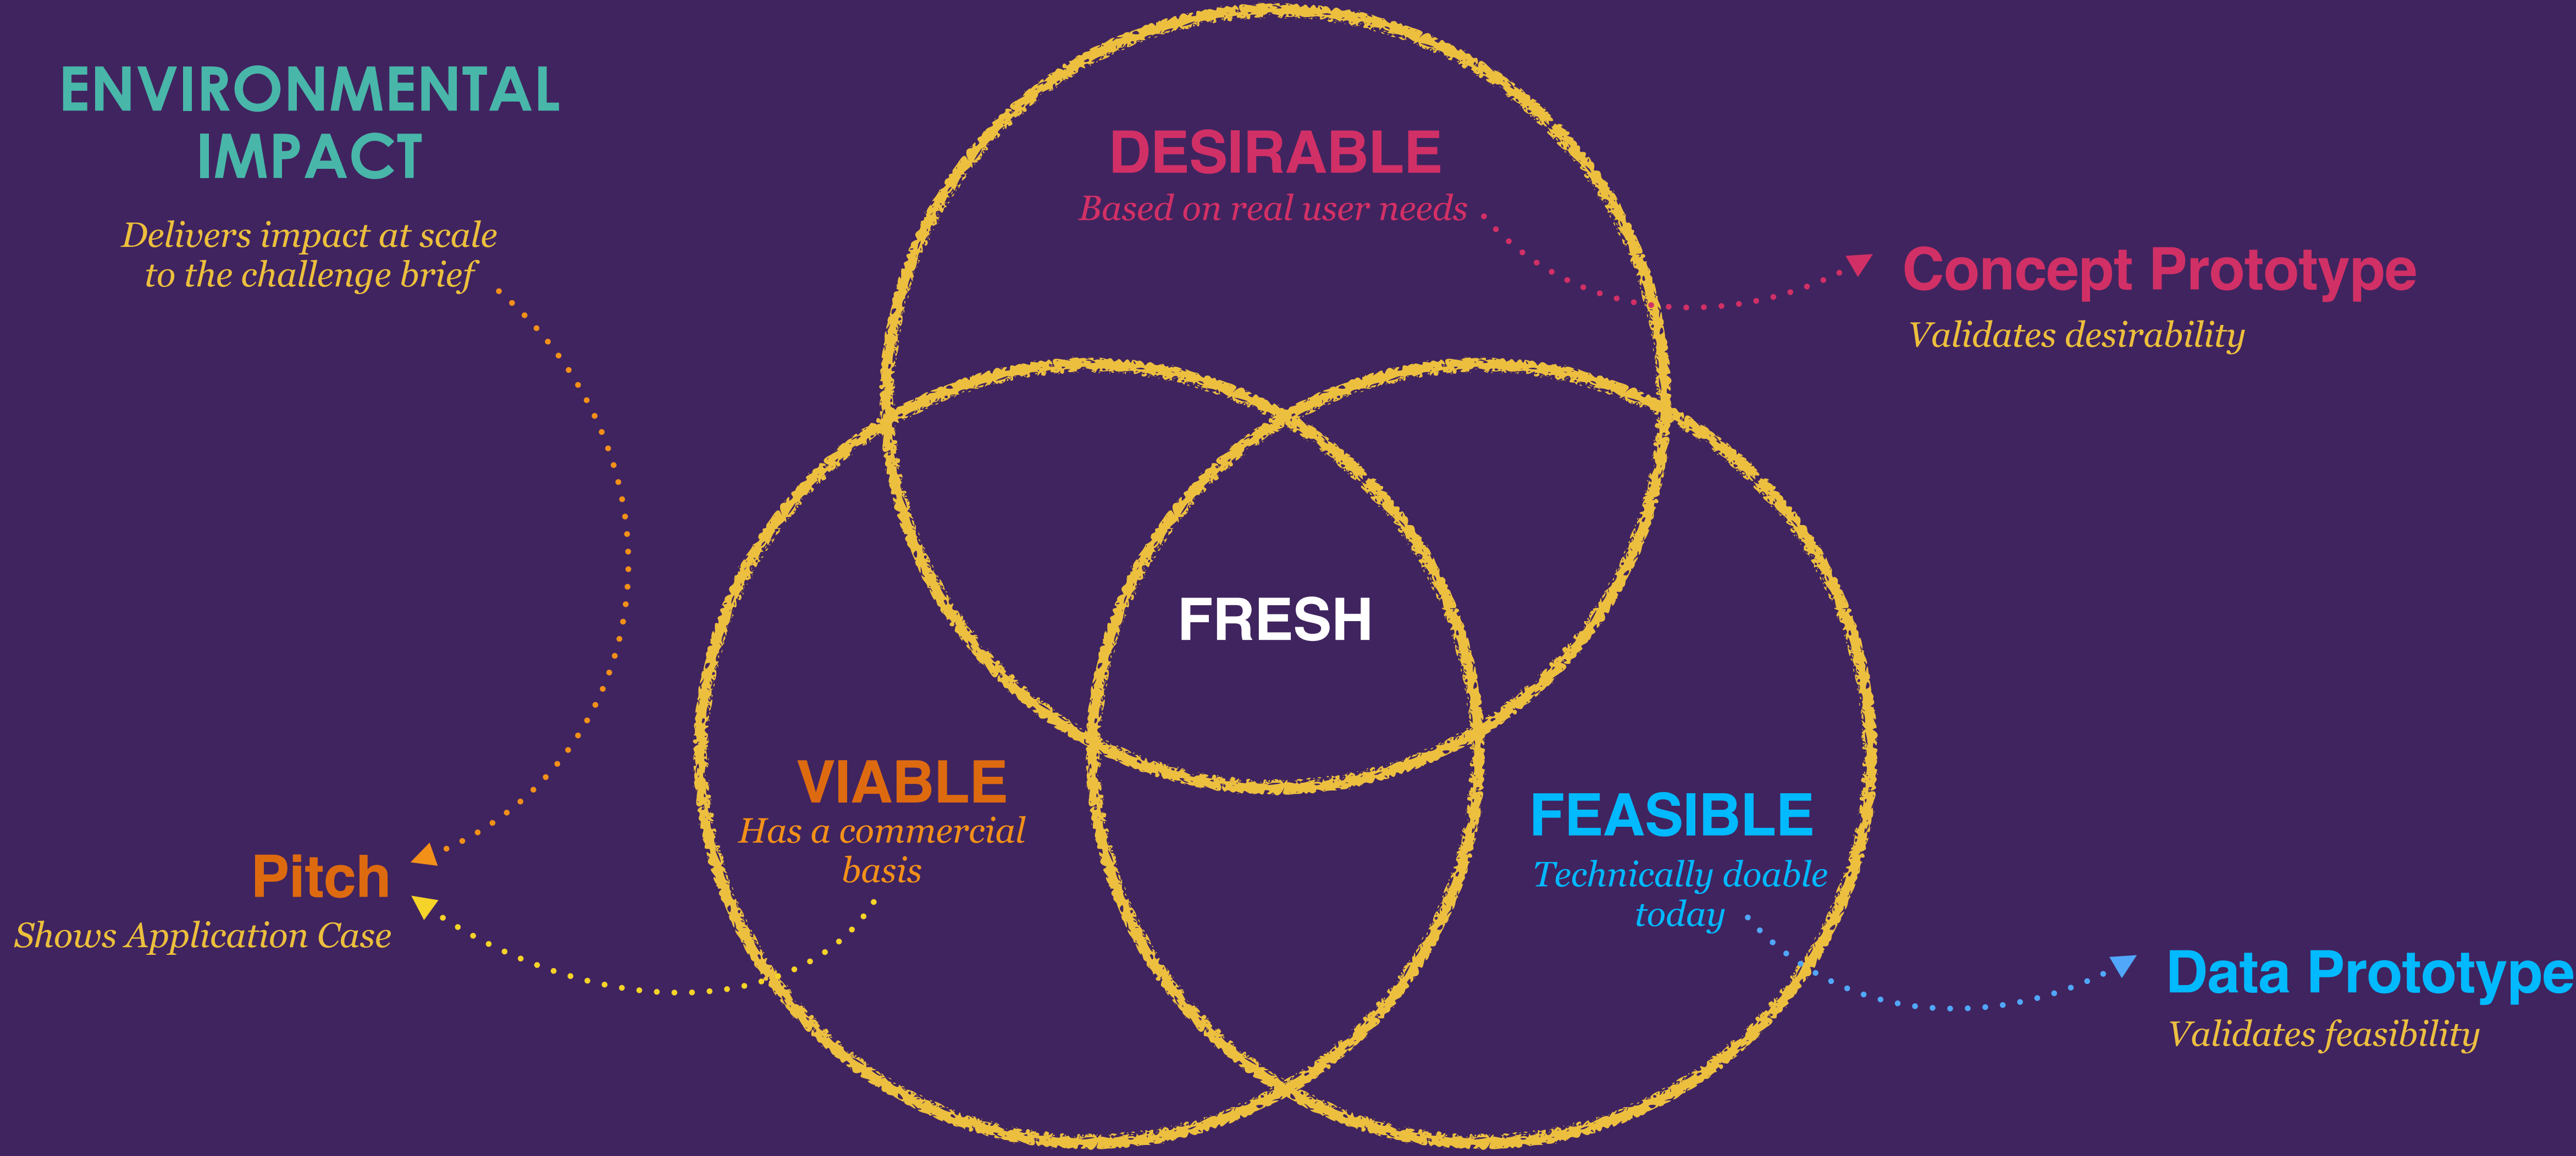 ENVIRONMENTAL
IMPACT
Delivers impact at scale
to the challenge brief
DESIRABLE
Based on real user needs
Concept Prototype
Validates desirability
FRESH
VIABLE
Has a commercial
basis
FEASIBLE
Technically doable
today
Pitch
Shows Application Case
Data Prototype
Validates feasibility